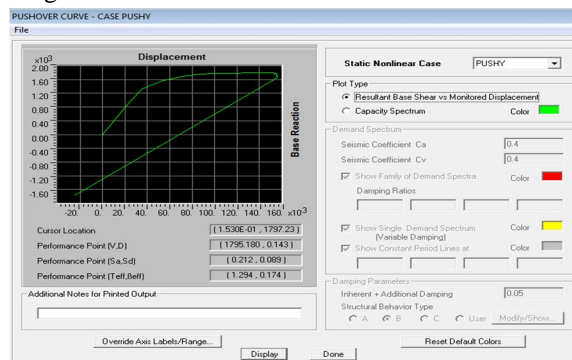 PUSHOVER CURVE - CASE PUSHY
File
Displacement
x10³
2.00
1.60
1.20
0.80
0.40
0.00
-0.40
-0.80
-1.20
-1.60
Base Reaction
-20. 0. 20. 40. 60. 80. 100. 120. 140. 160. x10⁻³
Cursor Location ( 1.530E-01 , 1797.23 )
Performance Point (V,D) ( 1795.180 , 0.143 )
Performance Point (Sa,Sd) ( 0.212 , 0.089 )
Performance Point (Teff,Beff) ( 1.294 , 0.174 )
Additional Notes for Printed Output
Override Axis Labels/Range...
Static Nonlinear Case PUSHY
Plot Type
Resultant Base Shear vs Monitored Displacement
Capacity Spectrum Color
Demand Spectrum
Seismic Coefficient Ca 0.4
Seismic Coefficient Cv 0.4
Show Family of Demand Spectra Color
Damping Ratios
Show Single Demand Spectrum Color
(Variable Damping)
Show Constant Period Lines at Color
Damping Parameters
Inherent + Additional Damping 0.05
Structural Behavior Type
A B C User Modify/Show...
Reset Default Colors
Display Done